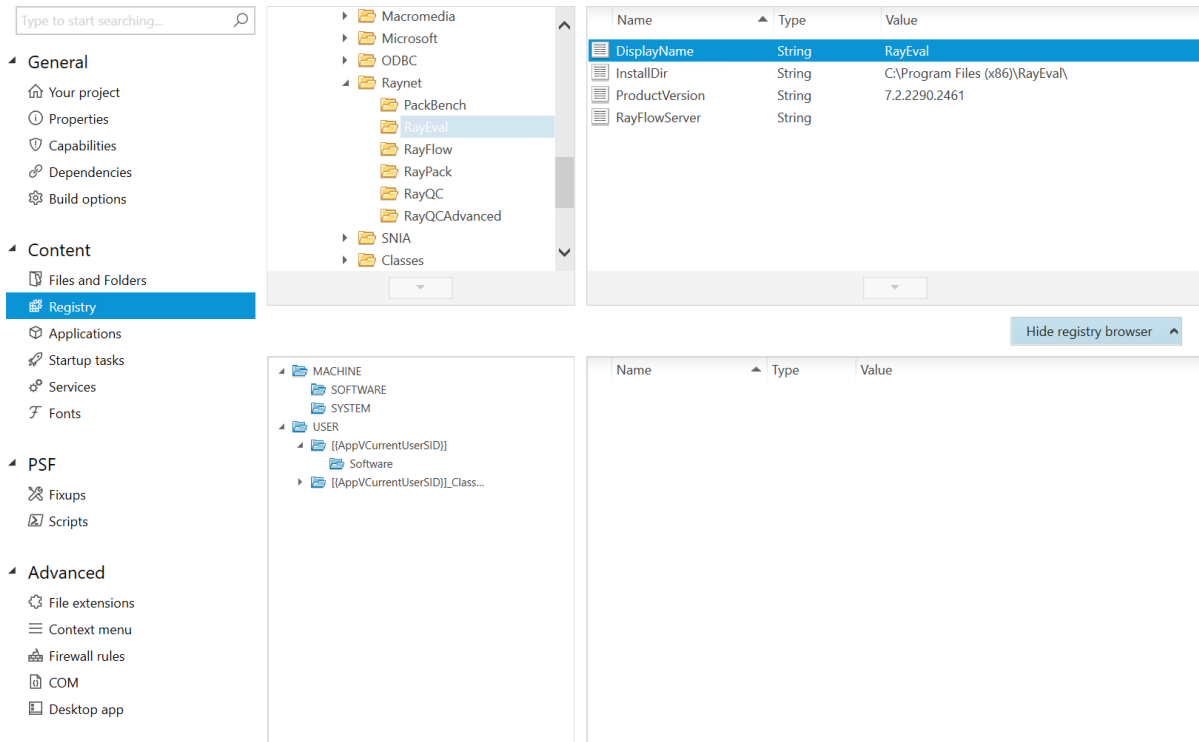 Type to start searching...
General
Your project
Properties
Capabilities
Dependencies
Build options
Content
Files and Folders
Registry
Applications
Startup tasks
Services
Fonts
PSF
Fixups
Scripts
Advanced
File extensions
Context menu
Firewall rules
COM
Desktop app
Macromedia
Microsoft
ODBC
Raynet
PackBench
RayEval
RayFlow
RayPack
RayQC
RayQCAdvanced
SNIA
Classes
Name Type Value
DisplayName String RayEval
InstallDir String C:\Program Files (x86)\RayEval\
ProductVersion String 7.2.2290.2461
RayFlowServer String
Hide registry browser
MACHINE
SOFTWARE
SYSTEM
USER
[{AppVCurrentUserSID}]
Software
[{AppVCurrentUserSID}]_Class...
Name Type Value